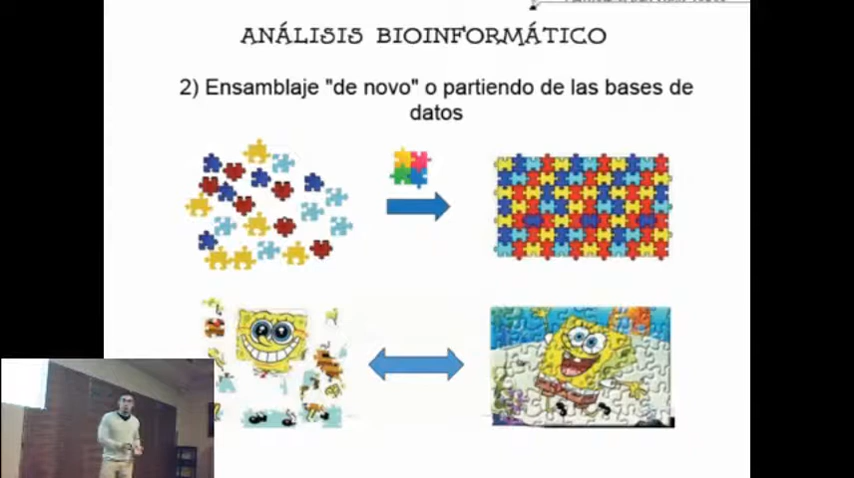 ANÁLISIS BIOINFORMÁTICO
2) Ensamblaje "de novo" o partiendo de las bases de
datos